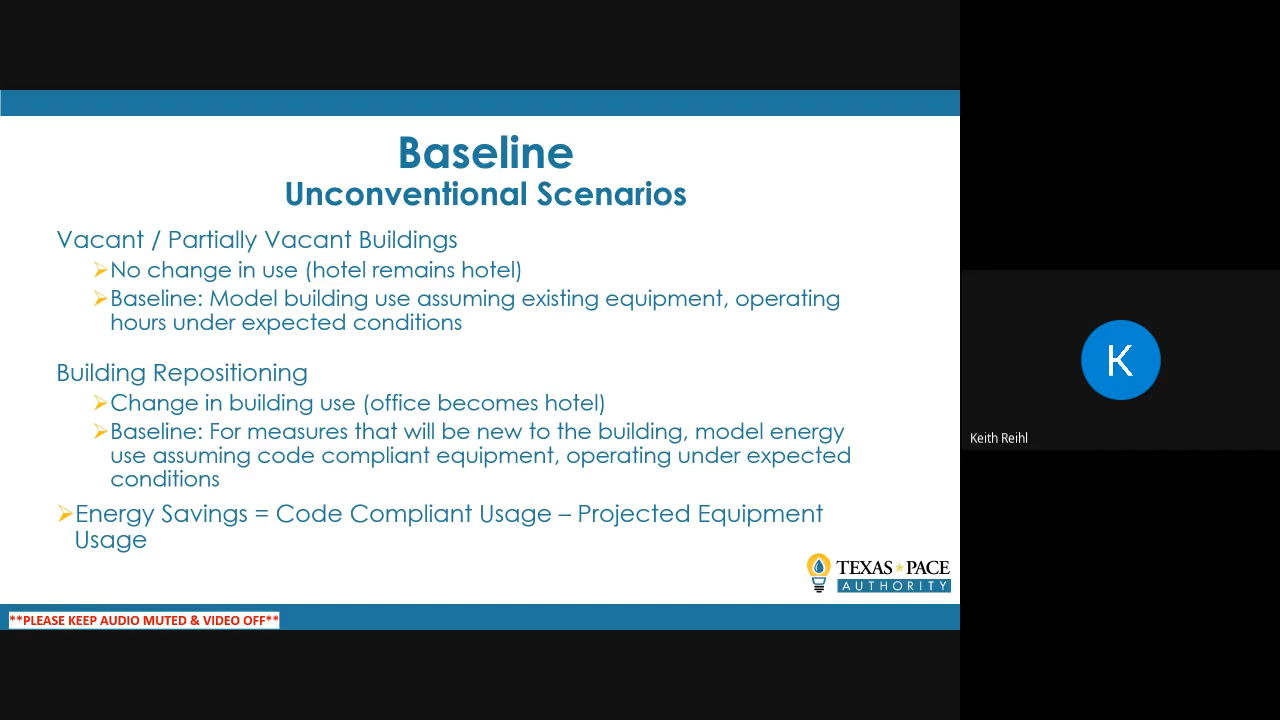 Baseline
Unconventional Scenarios
Vacant / Partially Vacant Buildings
➢No change in use (hotel remains hotel)
➢Baseline: Model building use assuming existing equipment, operating
hours under expected conditions
Building Repositioning
➢Change in building use (office becomes hotel)
➢Baseline: For measures that will be new to the building, model energy
use assuming code compliant equipment, operating under expected
conditions
➢Energy Savings = Code Compliant Usage – Projected Equipment
Usage
TEXAS★PACE
AUTHORITY
**PLEASE KEEP AUDIO MUTED & VIDEO OFF**
K
Keith Reihl